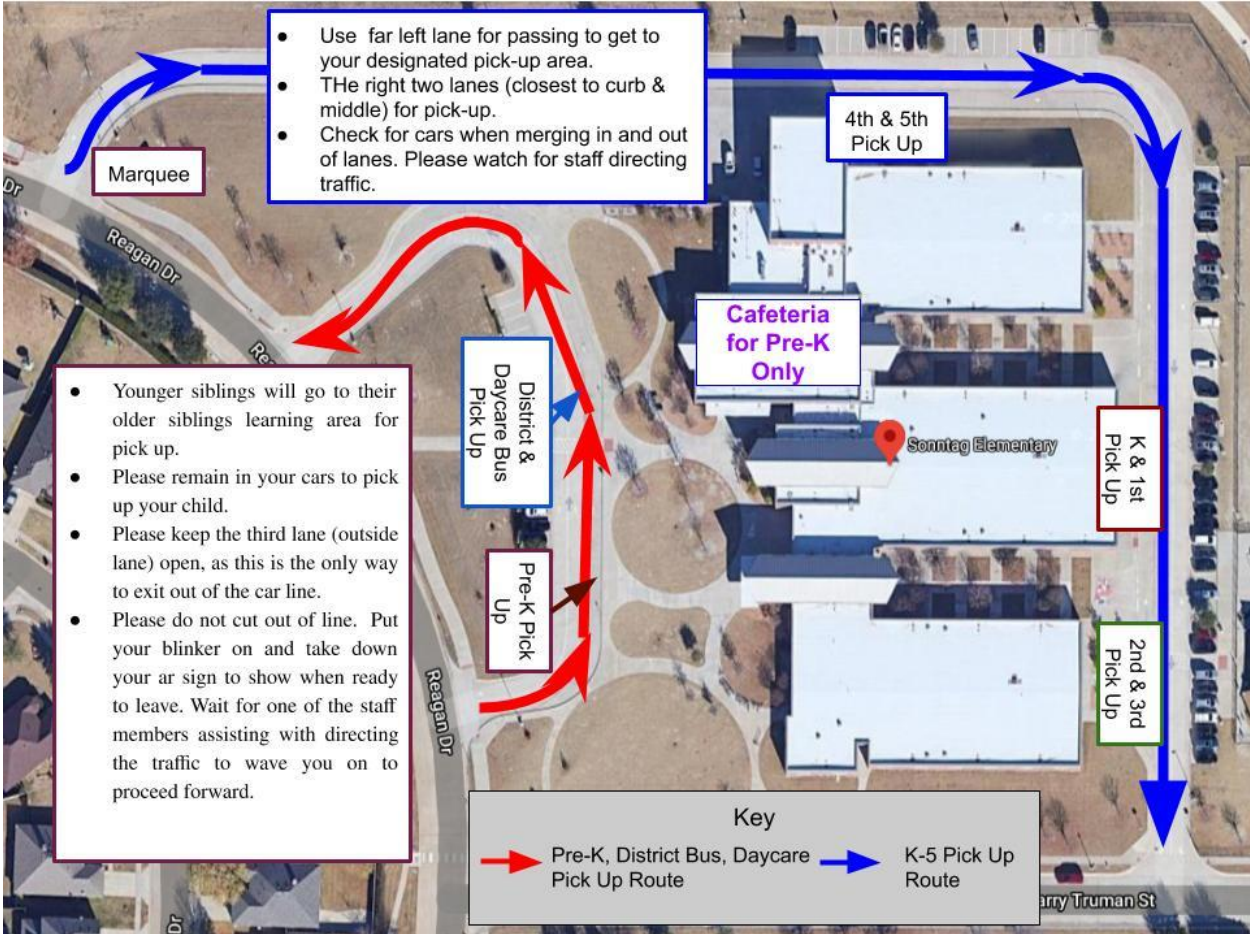 ● Use far left lane for passing to get to
your designated pick-up area.
● THe right two lanes (closest to curb &
middle) for pick-up.
● Check for cars when merging in and out
of lanes. Please watch for staff directing
traffic.
Marquee
4th & 5th
Pick Up
Dr
Reagan Dr
Rea
Cafeteria
for Pre-K
Only
District &
Daycare Bus
Pick Up
Sonntag Elementary
K & 1st
Pick Up
● Younger siblings will go to their
older siblings learning area for
pick up.
● Please remain in your cars to pick
up your child.
● Please keep the third lane (outside
lane) open, as this is the only way
to exit out of the car line.
● Please do not cut out of line. Put
your blinker on and take down
your ar sign to show when ready
to leave. Wait for one of the staff
members assisting with directing
the traffic to wave you on to
proceed forward.
Pre-K Pick
Up
Reagan Dr
2nd & 3rd
Pick Up
Key
Pre-K, District Bus, Daycare
Pick Up Route
K-5 Pick Up
Route
arry Truman St
Dr